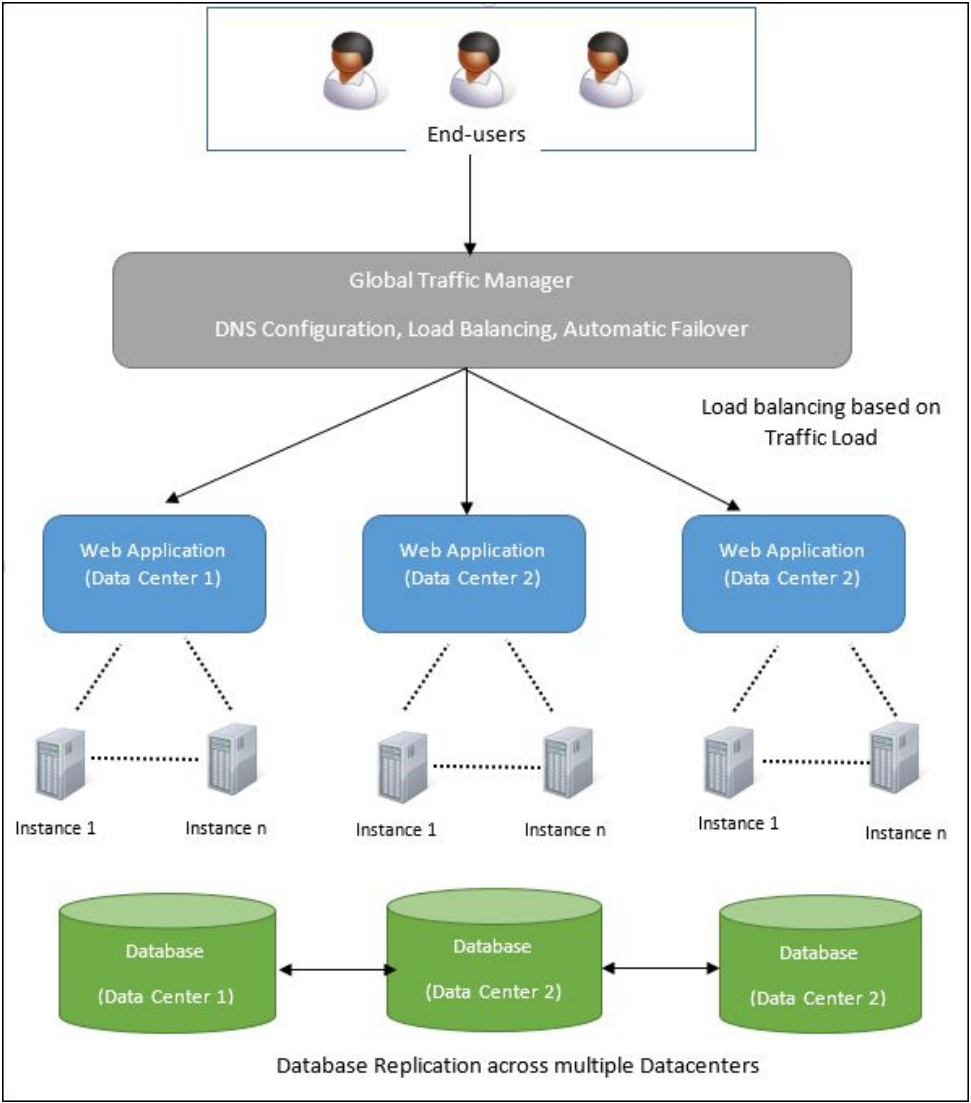 End-users
Global Traffic Manager
DNS Configuration, Load Balancing, Automatic Failover
Load balancing based on
Traffic Load
Web Application
(Data Center 1)
Web Application
(Data Center 2)
Web Application
(Data Center 2)
Instance 1
Instance n
Instance 1
Instance n
Instance 1
Instance n
Database
(Data Center 1)
Database
(Data Center 2)
Database
(Data Center 2)
Database Replication across multiple Datacenters